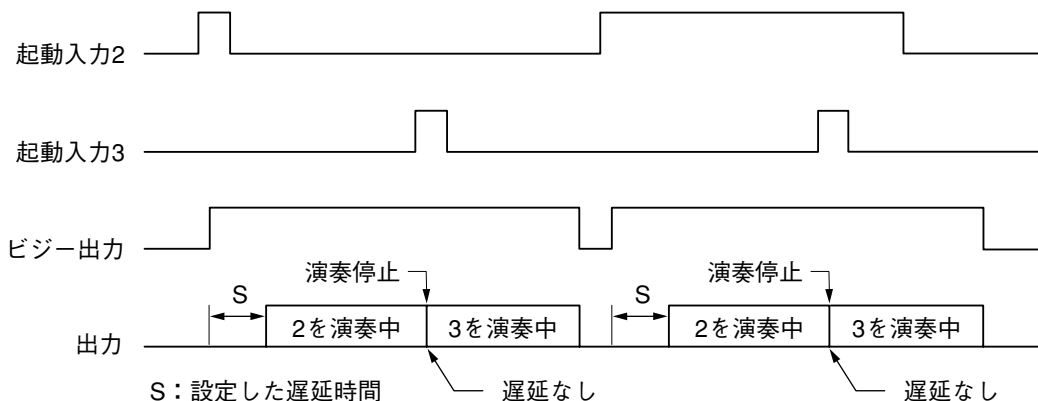 起動入力2
起動入力3
ビジー出力
演奏停止
演奏停止
S
S
2を演奏中
3を演奏中
2を演奏中
3を演奏中
出力
S：設定した遅延時間
遅延なし
遅延なし